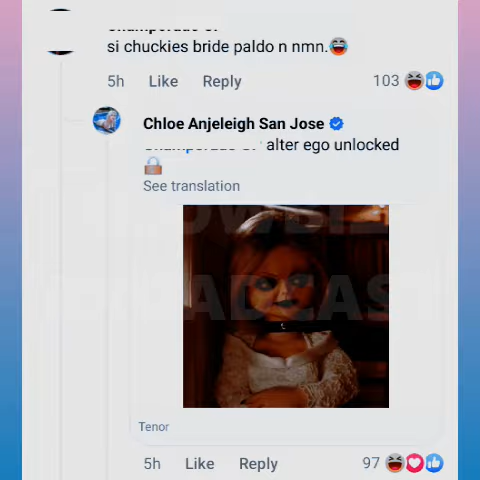 si chuckies bride paldo n nmn.😆
5h Like Reply 103
Chloe Anjeleigh San Jose
alter ego unlocked
🔒
See translation
Tenor
5h Like Reply 97